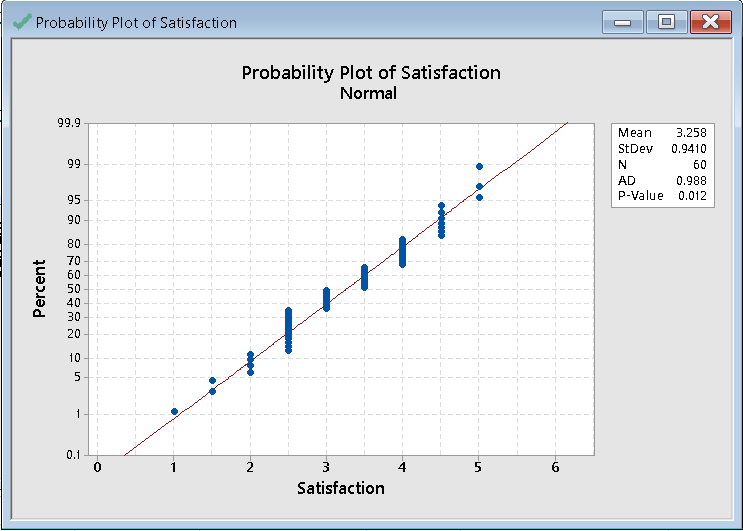 Probability Plot of Satisfaction
Probability Plot of Satisfaction
Normal
99.9
99
95
90
80
70
60
50
40
30
20
10
5
1
0.1
Percent
0 1 2 3 4 5 6
Satisfaction
Mean 3.258
StDev 0.9410
N 60
AD 0.988
P-Value 0.012